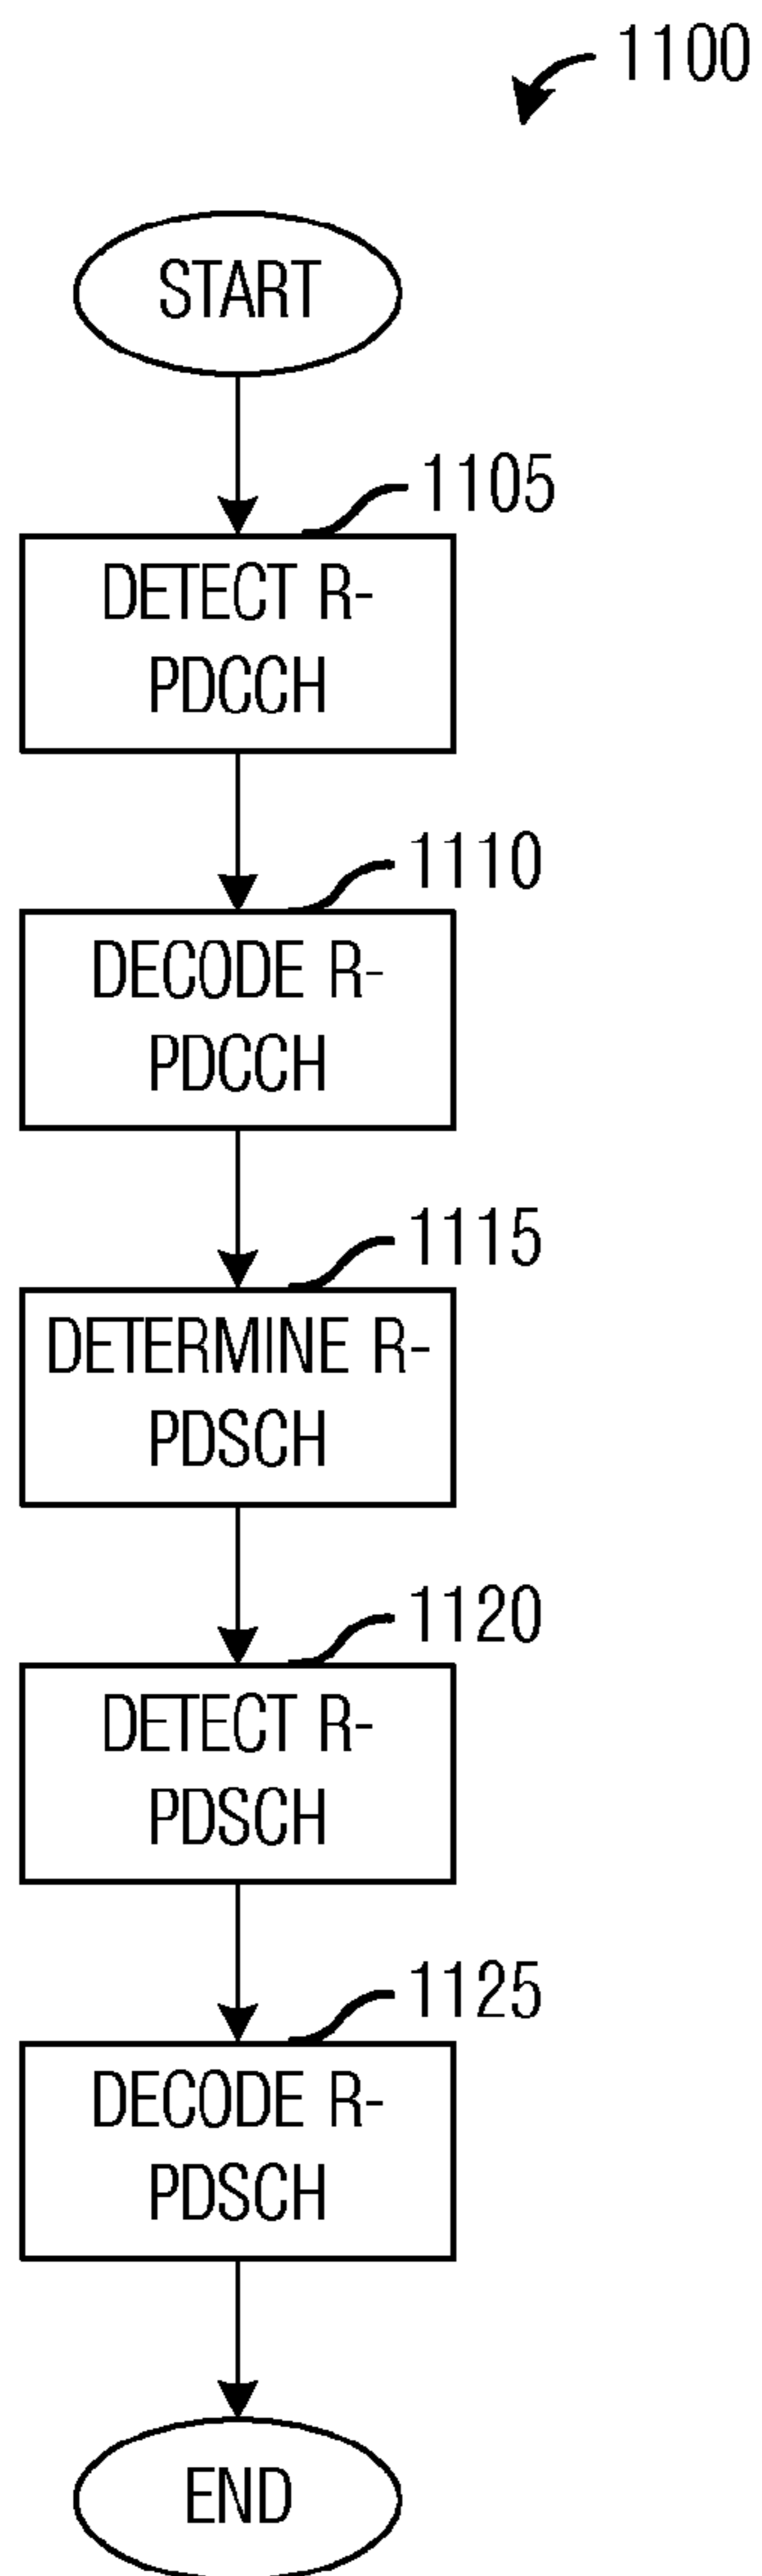 1100
START
1105
DETECT R-
PDCCH
1110
DECODE R-
PDCCH
1115
DETERMINE R-
PDSCH
1120
DETECT R-
PDSCH
1125
DECODE R-
PDSCH
END